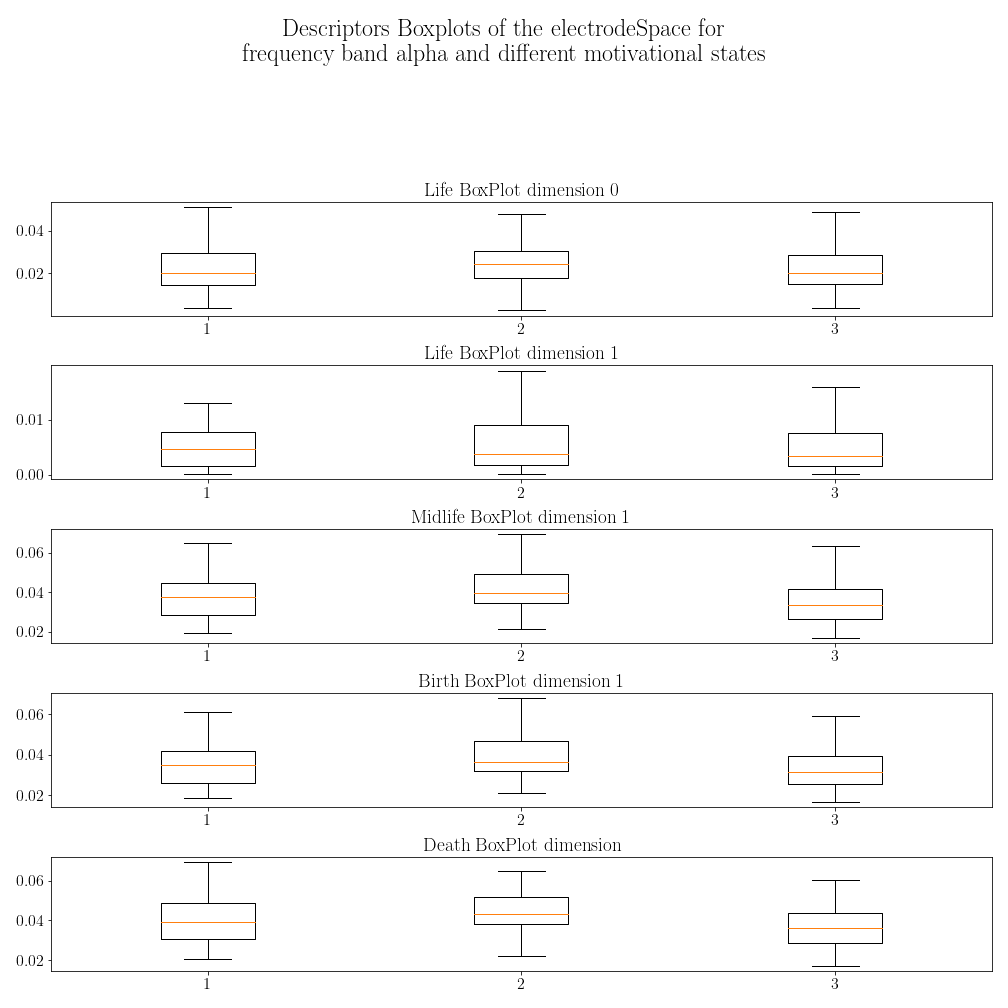 Descriptors Boxplots of the electrodeSpace for
frequency band alpha and different motivational states
Life BoxPlot dimension 0
0.04
0.02
1 2 3
Life BoxPlot dimension 1
0.01
0.00
1 2 3
Midlife BoxPlot dimension 1
0.06
0.04
0.02
1 2 3
Birth BoxPlot dimension 1
0.06
0.04
0.02
1 2 3
Death BoxPlot dimension
0.06
0.04
0.02
1 2 3